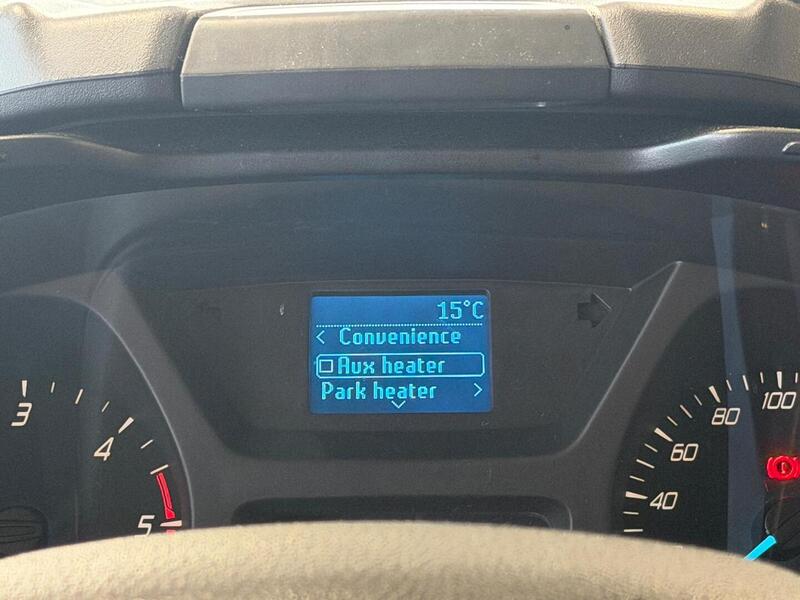 15°C
< Convenience
Aux heater
Park heater >
3
4
5
100
80
60
40